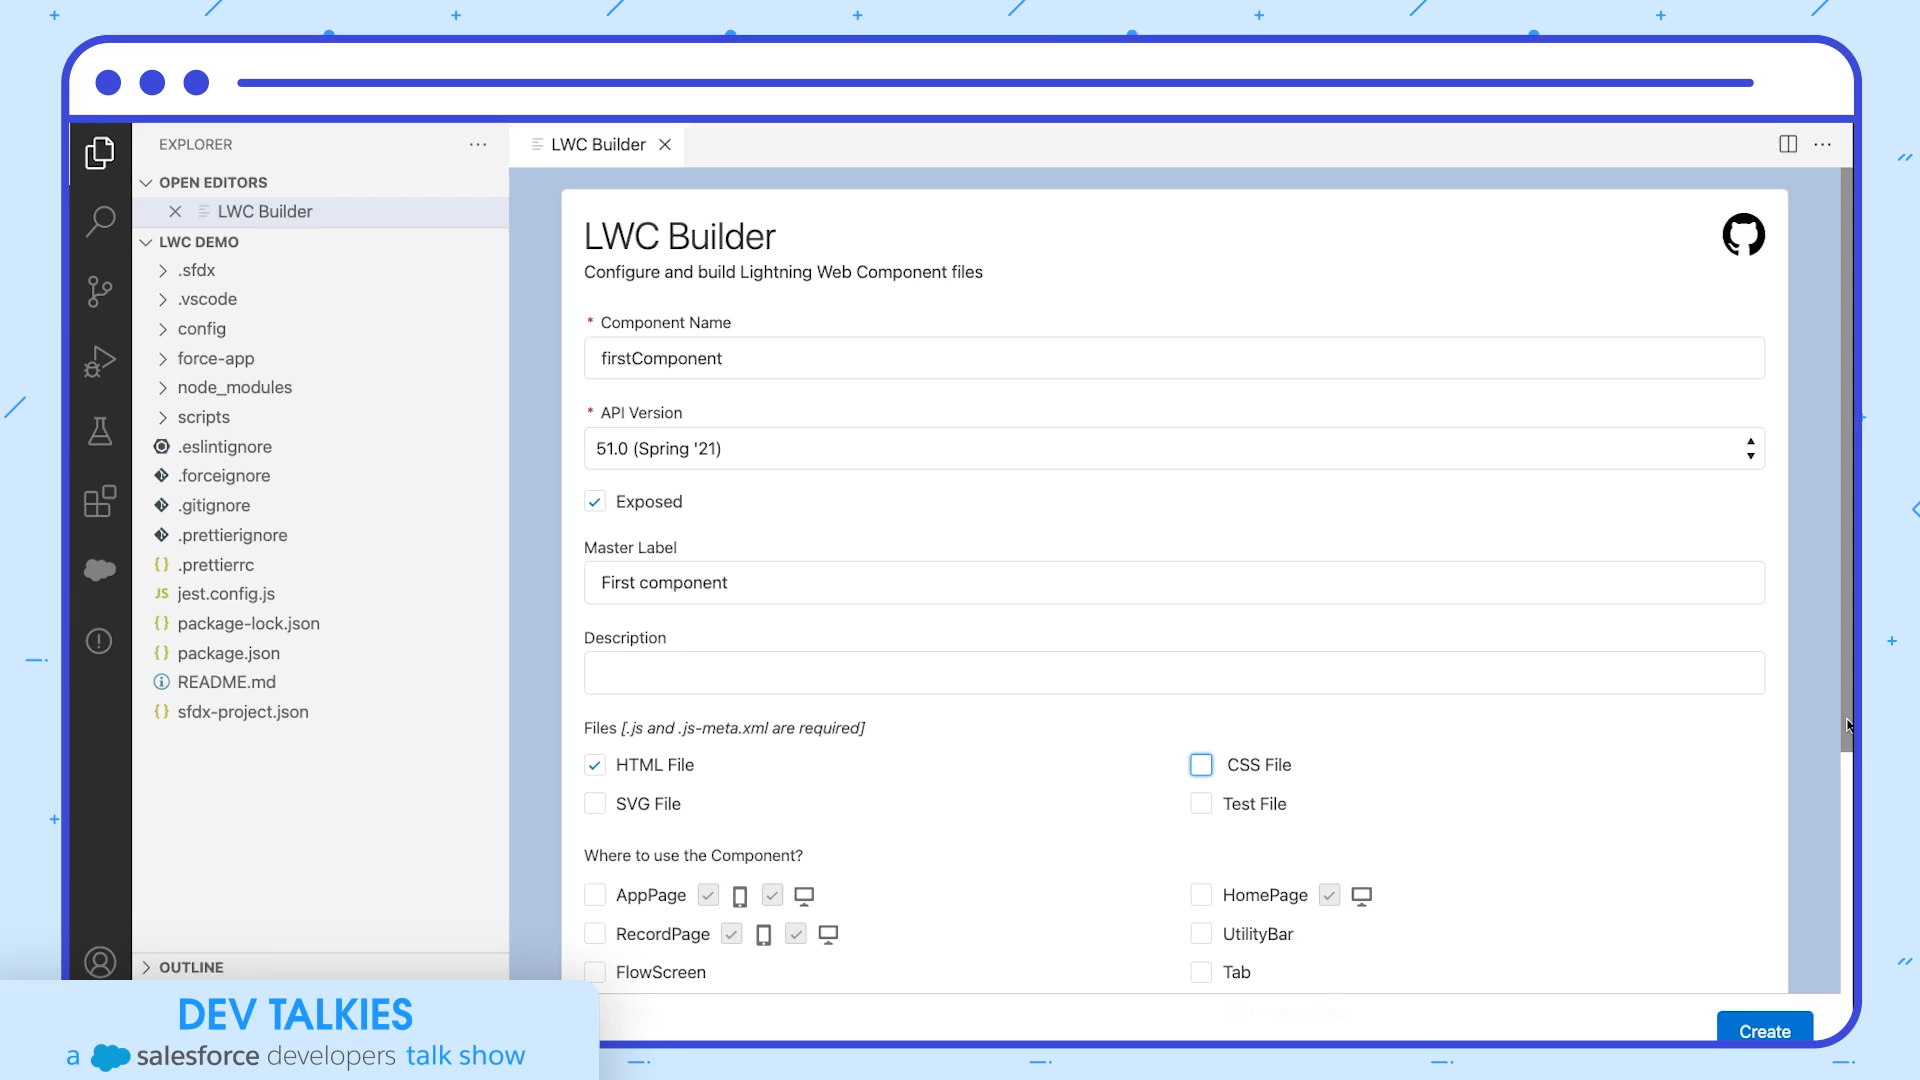 EXPLORER
LWC Builder
OPEN EDITORS
LWC Builder
LWC DEMO
.sfdx
.vscode
config
force-app
node_modules
scripts
.eslintignore
.forceignore
.gitignore
.prettierignore
.prettierrc
JS jest.config.js
package-lock.json
package.json
README.md
sfdx-project.json
OUTLINE
LWC Builder
Configure and build Lightning Web Component files
* Component Name
firstComponent
* API Version
51.0 (Spring '21)
Exposed
Master Label
First component
Description
Files [.js and .js-meta.xml are required]
HTML File
CSS File
SVG File
Test File
Where to use the Component?
AppPage
HomePage
RecordPage
UtilityBar
FlowScreen
Tab
Create
DEV TALKIES
a salesforce developers talk show